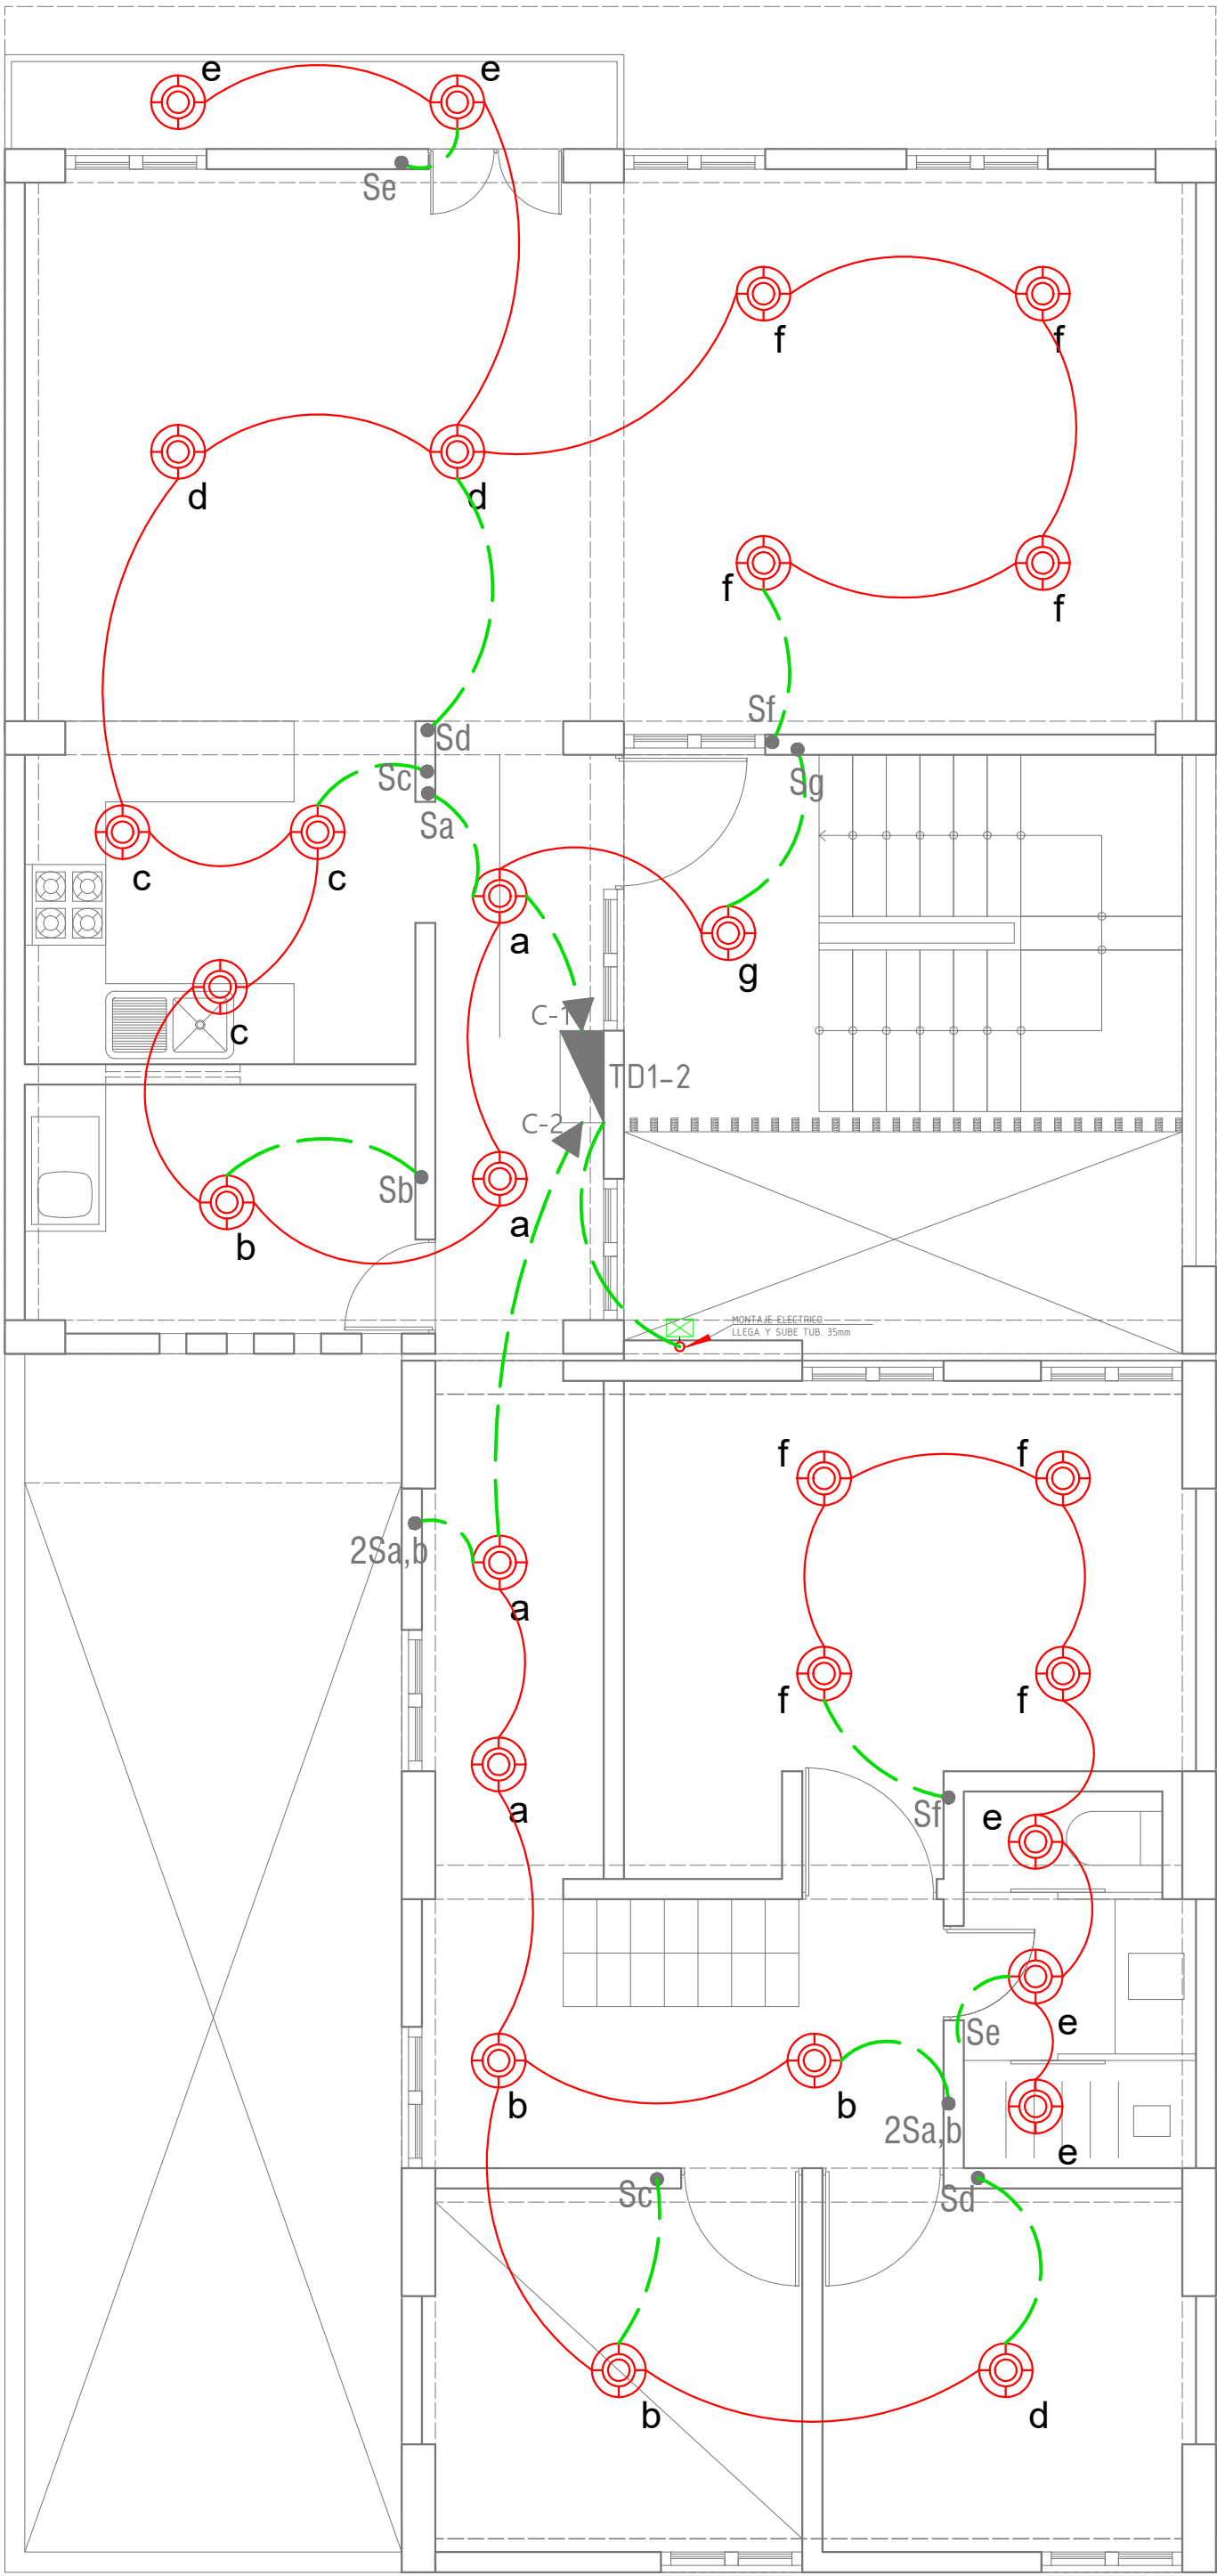 e e
Se
f f
d d
f f
Sf
Sd
Sc Sg
Sa
c c
a
g
c
C-1
TD1-2
C-2
Sb
a
b
MONTAJE ELECTRICO
LLEGA Y SUBE TUB. 35mm
f f
2Sa,b
a
f f
a Sf e
Se
e
b b
2Sa,b
e
Sc Sd
b d